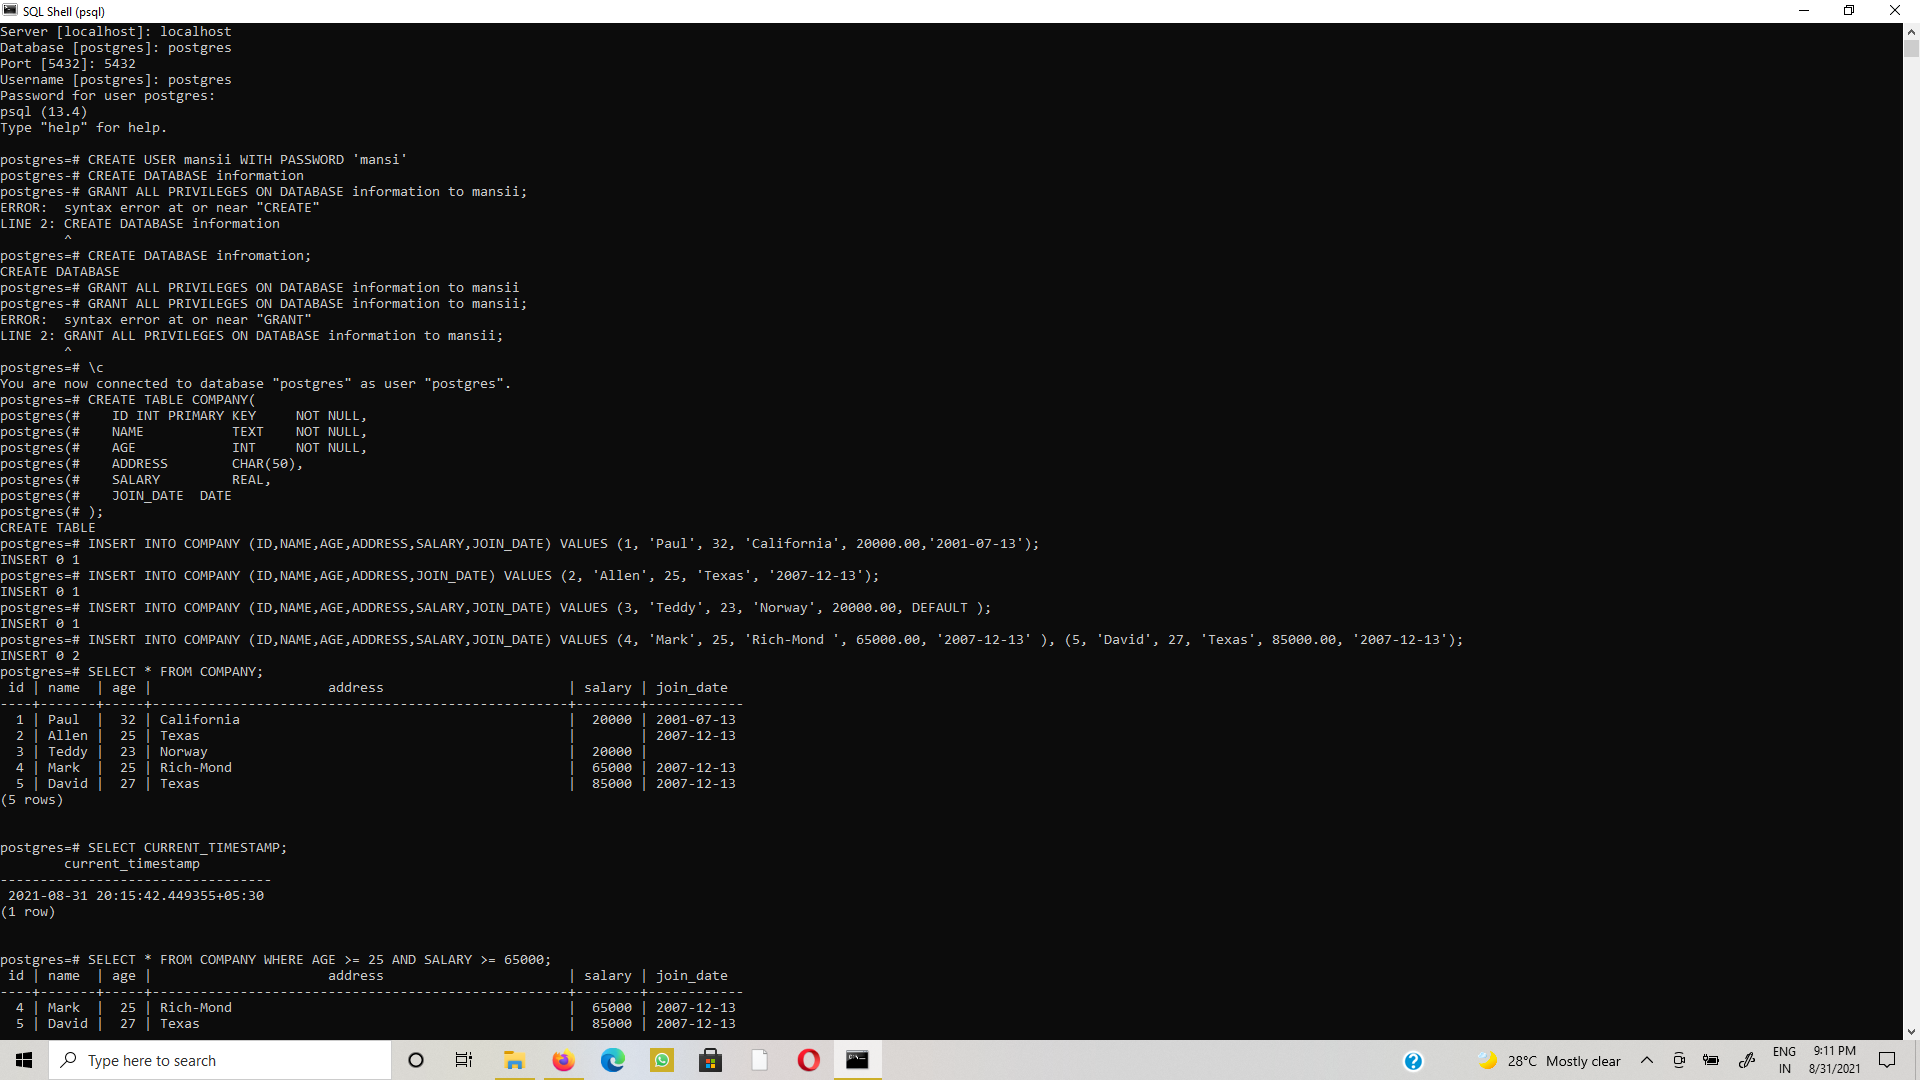 SQL Shell (psql)
Server [localhost]: localhost
Database [postgres]: postgres
Port [5432]: 5432
Username [postgres]: postgres
Password for user postgres:
psql (13.4)
Type "help" for help.
postgres=# CREATE USER mansii WITH PASSWORD 'mansi'
postgres-# CREATE DATABASE information
postgres-# GRANT ALL PRIVILEGES ON DATABASE information to mansii;
ERROR:  syntax error at or near "CREATE"
LINE 2: CREATE DATABASE information
        ^
postgres=# CREATE DATABASE infromation;
CREATE DATABASE
postgres=# GRANT ALL PRIVILEGES ON DATABASE information to mansii
postgres-# GRANT ALL PRIVILEGES ON DATABASE information to mansii;
ERROR:  syntax error at or near "GRANT"
LINE 2: GRANT ALL PRIVILEGES ON DATABASE information to mansii;
        ^
postgres=# \c
You are now connected to database "postgres" as user "postgres".
postgres=# CREATE TABLE COMPANY(
postgres(#    ID INT PRIMARY KEY     NOT NULL,
postgres(#    NAME           TEXT    NOT NULL,
postgres(#    AGE            INT     NOT NULL,
postgres(#    ADDRESS        CHAR(50),
postgres(#    SALARY         REAL,
postgres(#    JOIN_DATE  DATE
postgres(# );
CREATE TABLE
postgres=# INSERT INTO COMPANY (ID,NAME,AGE,ADDRESS,SALARY,JOIN_DATE) VALUES (1, 'Paul', 32, 'California', 20000.00,'2001-07-13');
INSERT 0 1
postgres=# INSERT INTO COMPANY (ID,NAME,AGE,ADDRESS,JOIN_DATE) VALUES (2, 'Allen', 25, 'Texas', '2007-12-13');
INSERT 0 1
postgres=# INSERT INTO COMPANY (ID,NAME,AGE,ADDRESS,SALARY,JOIN_DATE) VALUES (3, 'Teddy', 23, 'Norway', 20000.00, DEFAULT );
INSERT 0 1
postgres=# INSERT INTO COMPANY (ID,NAME,AGE,ADDRESS,SALARY,JOIN_DATE) VALUES (4, 'Mark', 25, 'Rich-Mond ', 65000.00, '2007-12-13' ), (5, 'David', 27, 'Texas', 85000.00, '2007-12-13');
INSERT 0 2
postgres=# SELECT * FROM COMPANY;
 id | name  | age |                      address                       | salary | join_date
----+-------+-----+----------------------------------------------------+--------+------------
  1 | Paul  |  32 | California                                         |  20000 | 2001-07-13
  2 | Allen |  25 | Texas                                              |        | 2007-12-13
  3 | Teddy |  23 | Norway                                             |  20000 |
  4 | Mark  |  25 | Rich-Mond                                          |  65000 | 2007-12-13
  5 | David |  27 | Texas                                              |  85000 | 2007-12-13
(5 rows)
postgres=# SELECT CURRENT_TIMESTAMP;
        current_timestamp
----------------------------------
 2021-08-31 20:15:42.449355+05:30
(1 row)
postgres=# SELECT * FROM COMPANY WHERE AGE >= 25 AND SALARY >= 65000;
 id | name  | age |                      address                       | salary | join_date
----+-------+-----+----------------------------------------------------+--------+------------
  4 | Mark  |  25 | Rich-Mond                                          |  65000 | 2007-12-13
  5 | David |  27 | Texas                                              |  85000 | 2007-12-13
Type here to search
28°C Mostly clear
ENG
IN
9:11 PM
8/31/2021